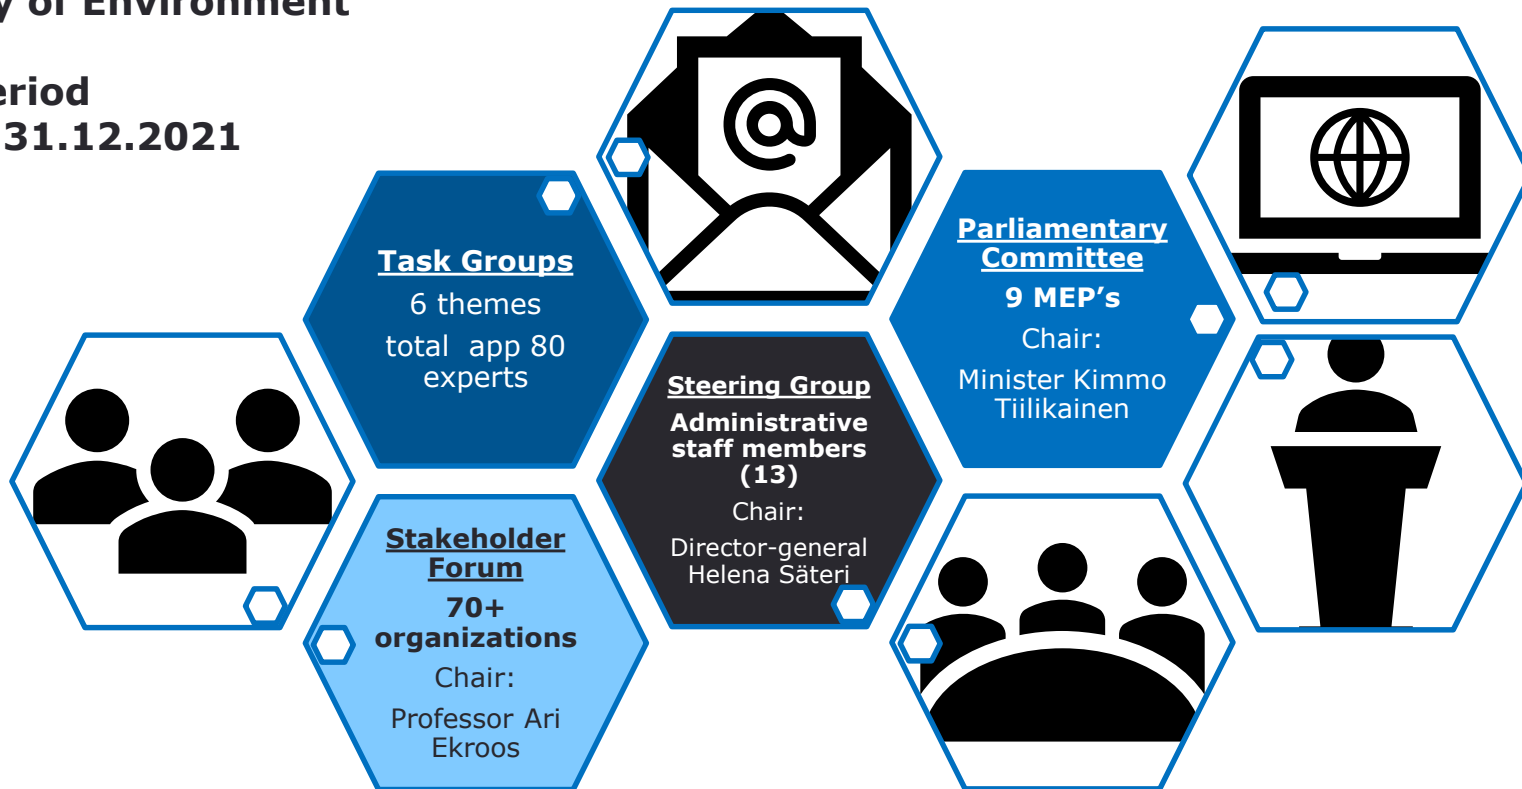 of Environment
31.12.2021
Task Groups
6 themes
total app 80
experts
Parliamentary
Committee
9 MEP's
Chair:
Minister Kimmo
Tiilikainen
Steering Group
Administrative
staff members
(13)
Chair:
Director-general
Helena Säteri
Stakeholder
Forum
70+
organizations
Chair:
Professor Ari
Ekroos
@